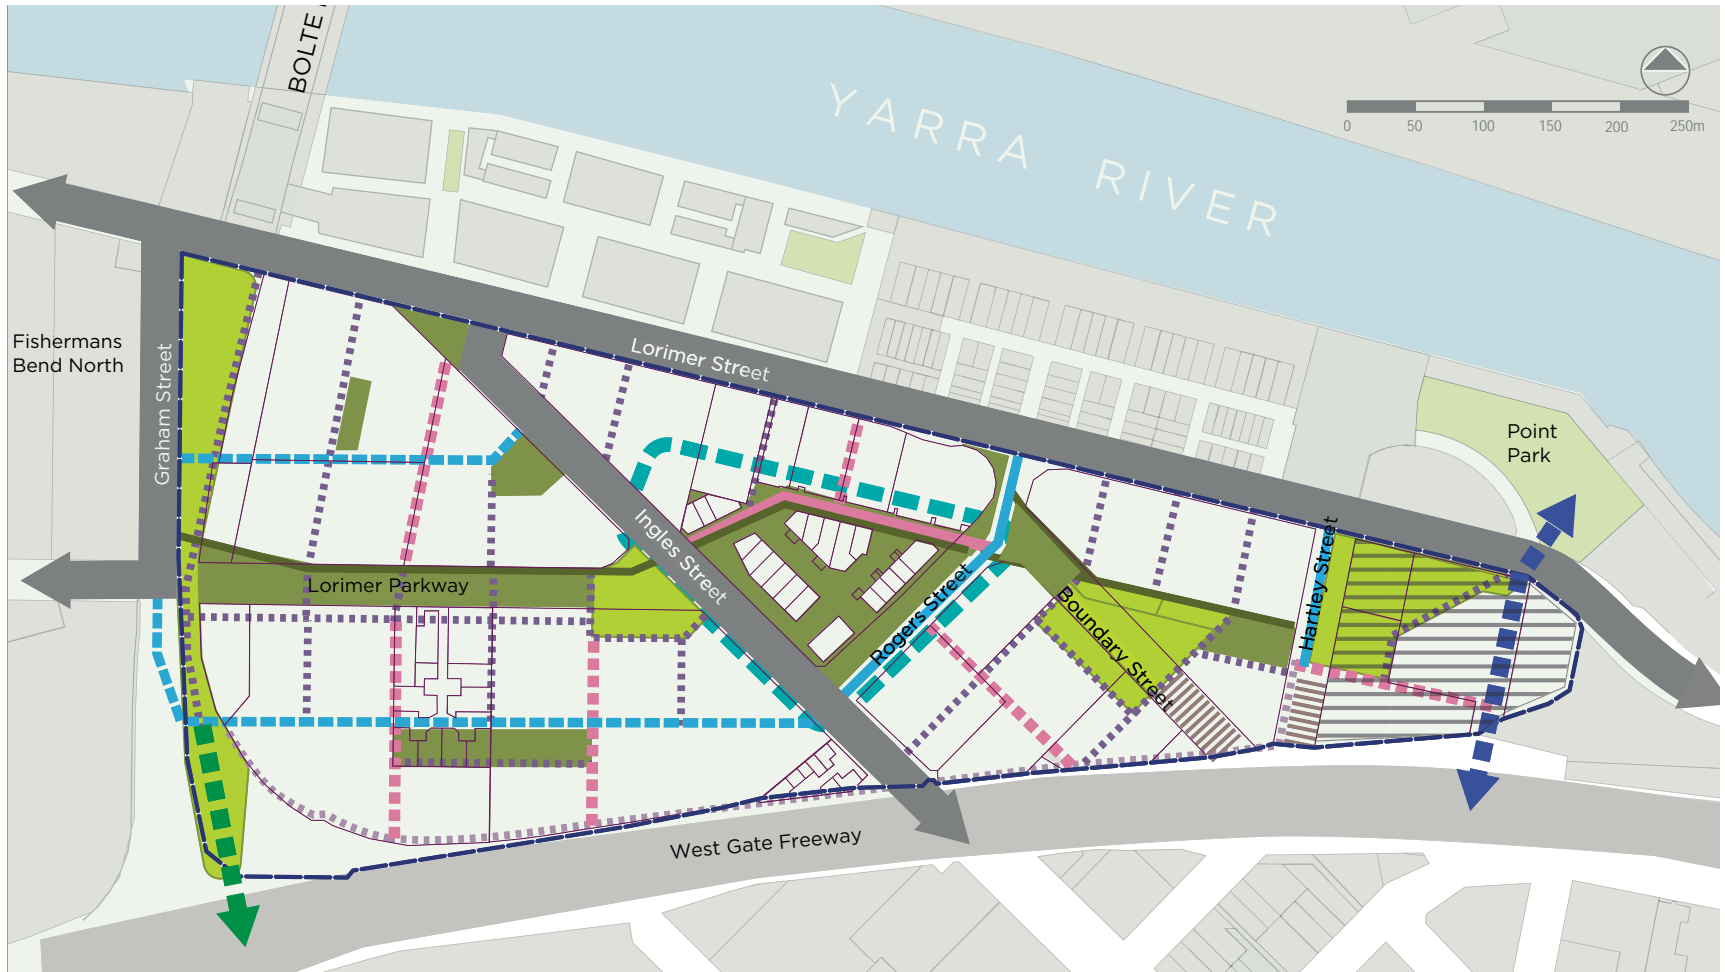 BOLTE
YARRA RIVER
0 50 100 150 200 250m
Fishermans
Bend North
Graham Street
Lorimer Street
Point
Park
Ingles Street
Lorimer Parkway
Rogers Street
Boundary Street
Hartley Street
West Gate Freeway